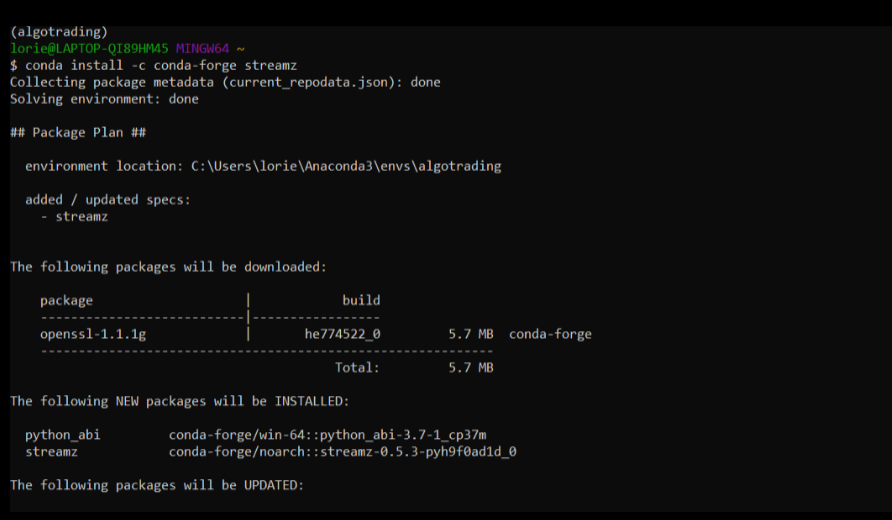 (algotrading)
lorie@LAPTOP-QI89HM45 MINGW64 ~
$ conda install -c conda-forge streamz
Collecting package metadata (current_repodata.json): done
Solving environment: done
## Package Plan ##
environment location: C:\Users\lorie\Anaconda3\envs\algotrading
added / updated specs:
- streamz
The following packages will be downloaded:
package | build
---------------------------|-----------------
openssl-1.1.1g | he774522_0 5.7 MB conda-forge
------------------------------------------------------------
Total: 5.7 MB
The following NEW packages will be INSTALLED:
python_abi conda-forge/win-64::python_abi-3.7-1_cp37m
streamz conda-forge/noarch::streamz-0.5.3-pyh9f0ad1d_0
The following packages will be UPDATED: